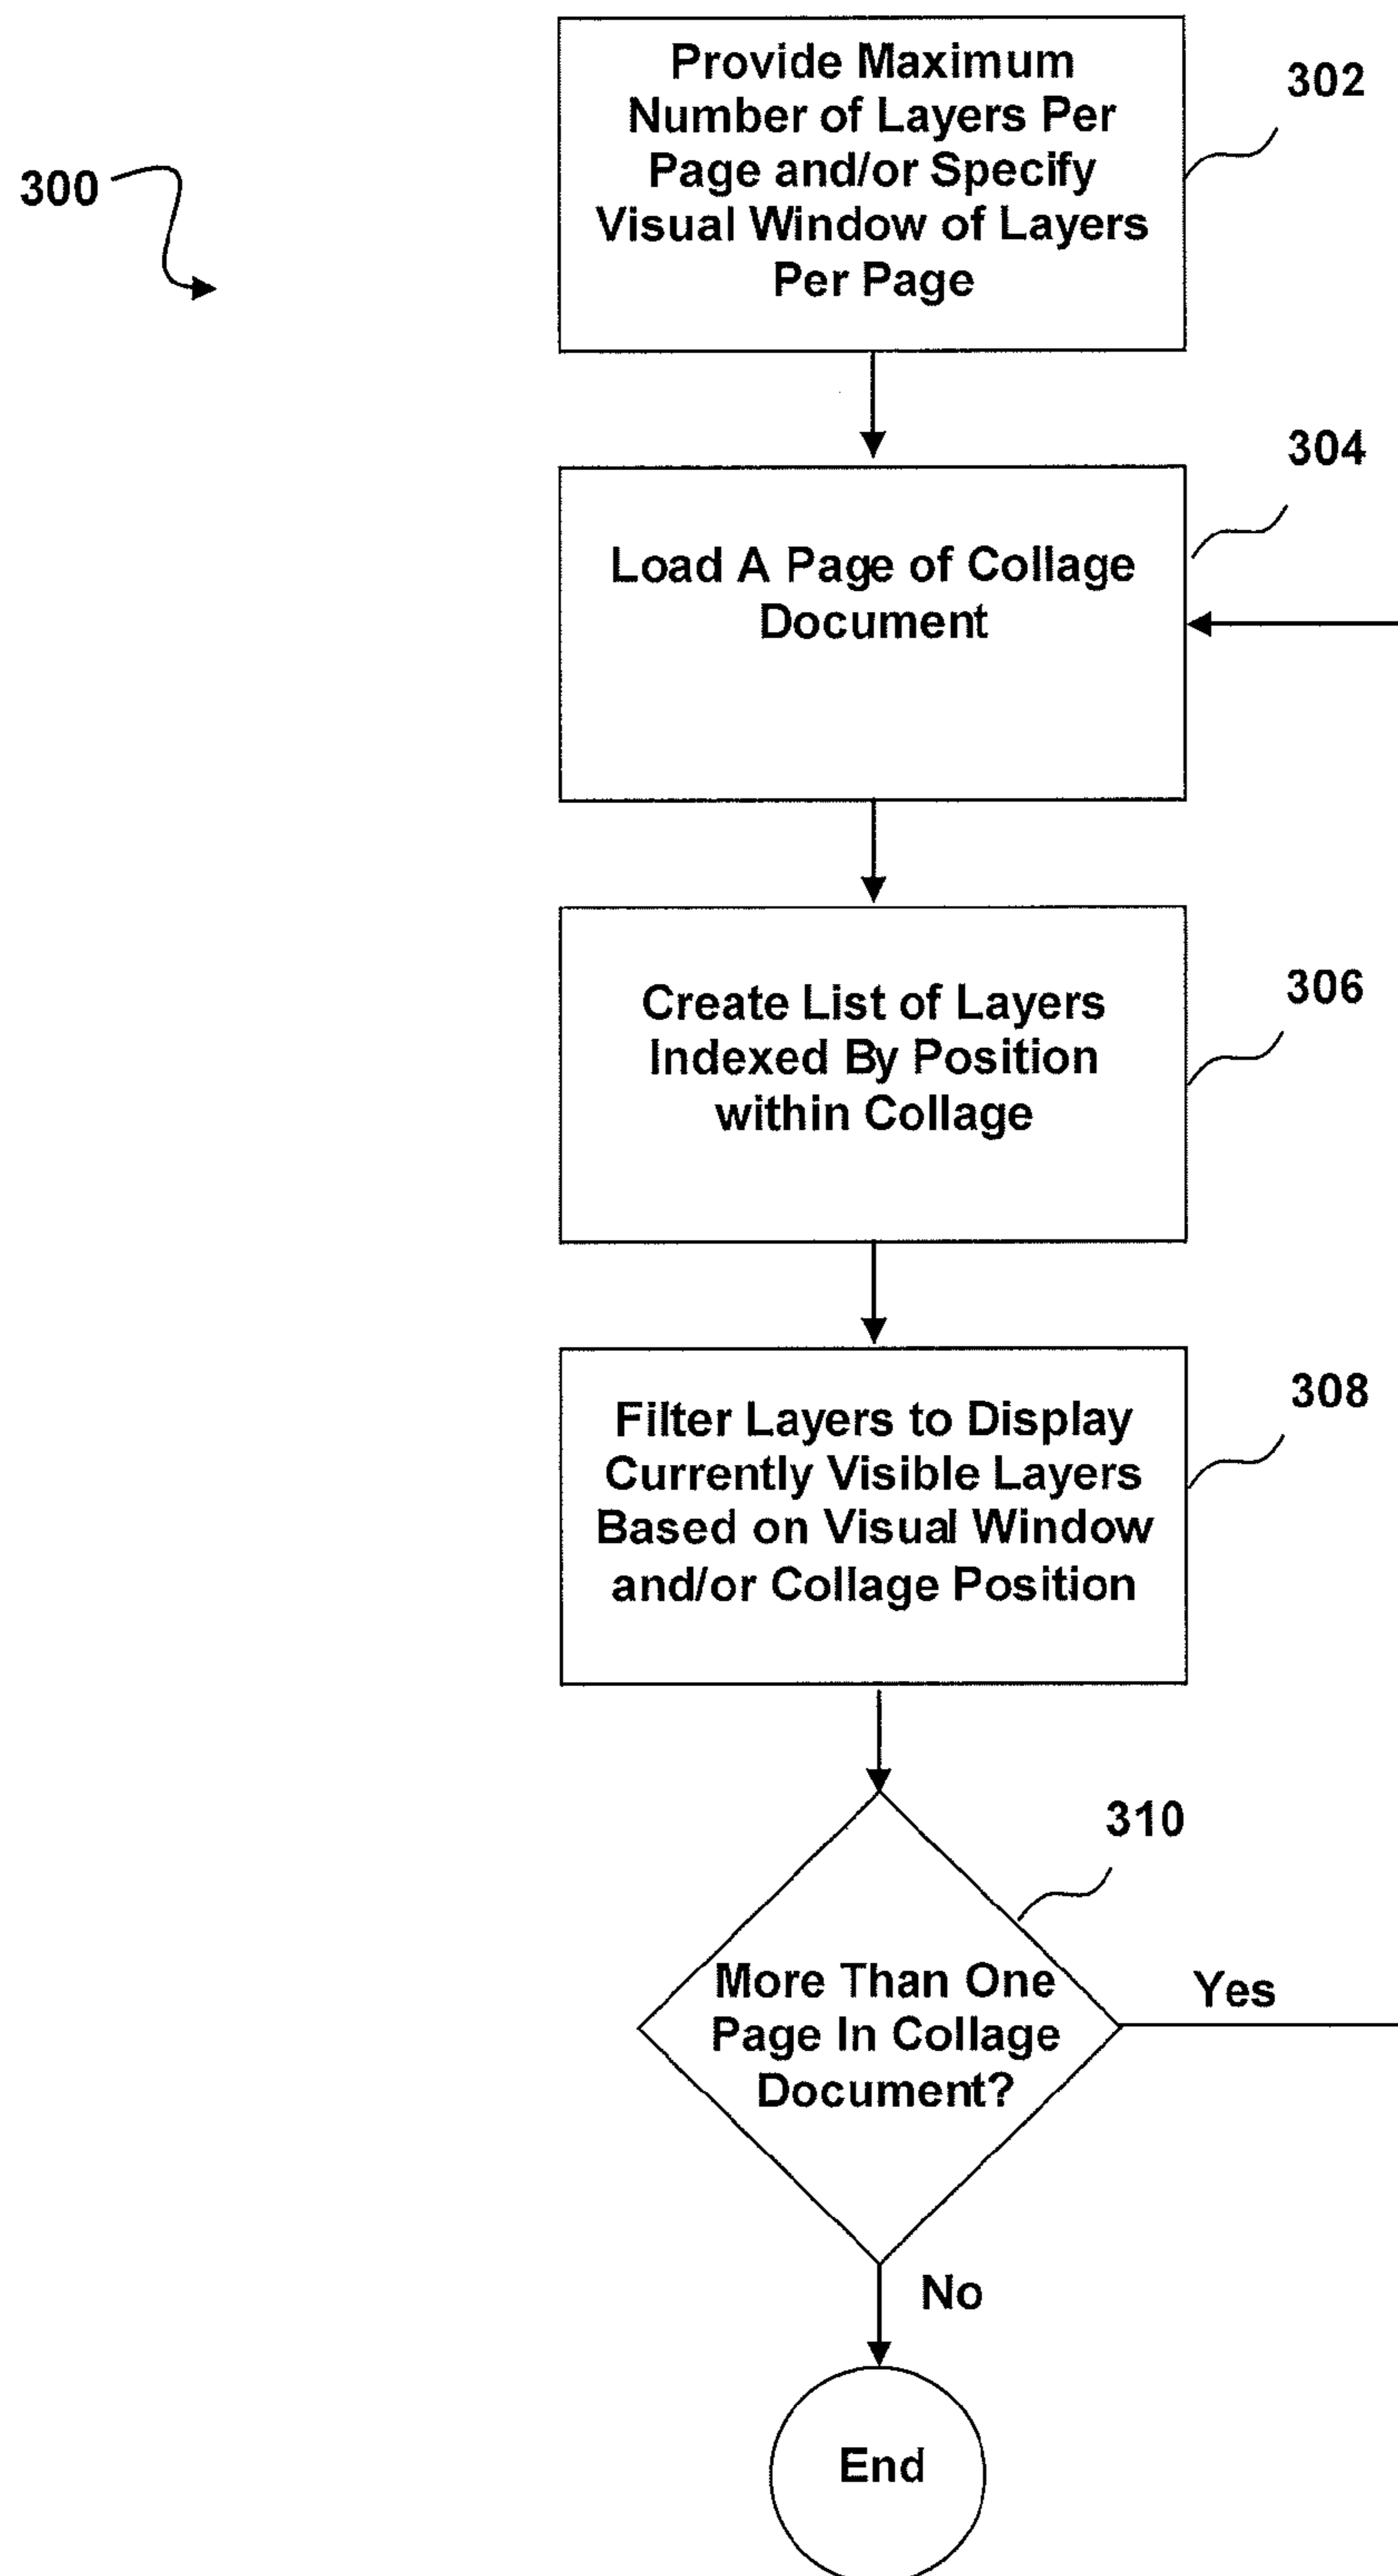 300
Provide Maximum
Number of Layers Per
Page and/or Specify
Visual Window of Layers
Per Page
302
Load A Page of Collage
Document
304
Create List of Layers
Indexed By Position
within Collage
306
Filter Layers to Display
Currently Visible Layers
Based on Visual Window
and/or Collage Position
308
More Than One
Page In Collage
Document?
310
Yes
No
End